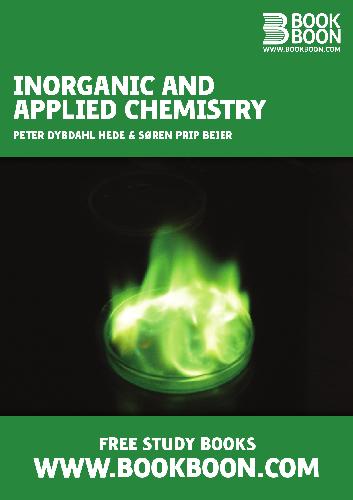 BOOK
BOON
WWW.BOOKBOON.COM
INORGANIC AND
APPLIED CHEMISTRY
PETER DYBDAHL HEDE & SØREN PRIP BEIER
FREE STUDY BOOKS
WWW.BOOKBOON.COM